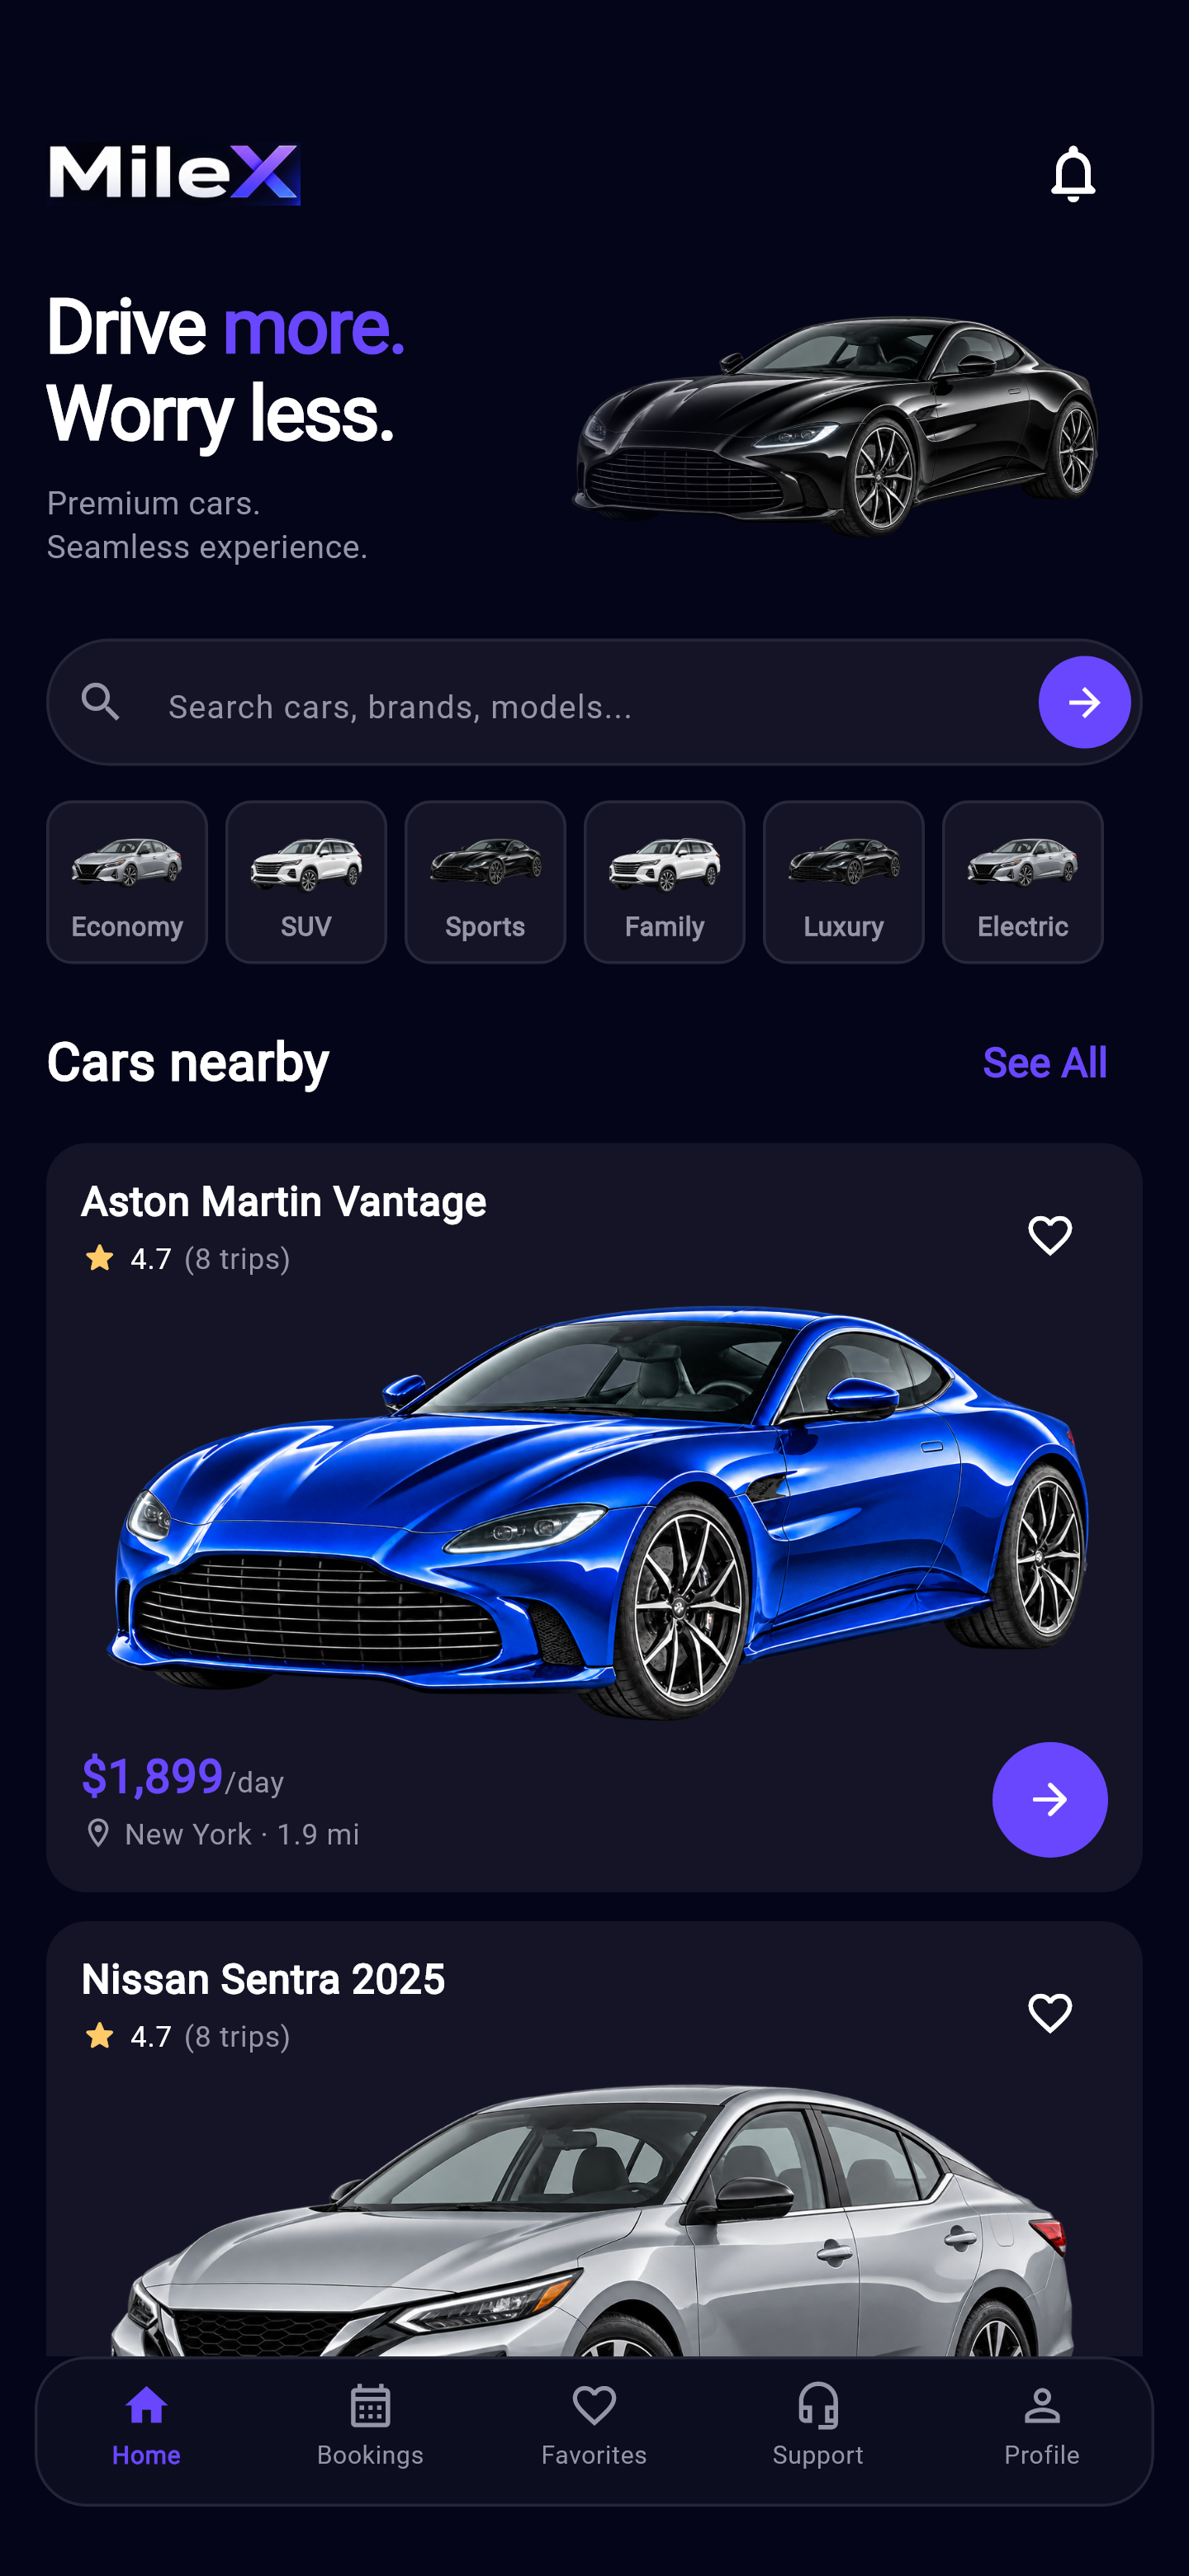 MileX
Drive more.
Worry less.
Premium cars.
Seamless experience.
Search cars, brands, models...
Economy
SUV
Sports
Family
Luxury
Electric
Cars nearby
See All
Aston Martin Vantage
4.7 (8 trips)
$1,899/day
New York · 1.9 mi
Nissan Sentra 2025
4.7 (8 trips)
Home
Bookings
Favorites
Support
Profile